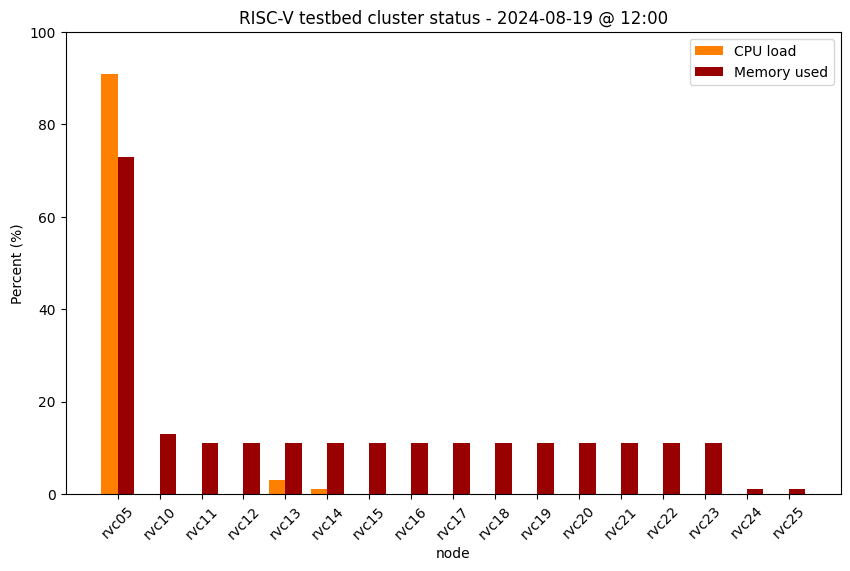 RISC-V testbed cluster status - 2024-08-19 @ 12:00
CPU load
Memory used
Percent (%)
100
80
60
40
20
0
rvc05
rvc10
rvc11
rvc12
rvc13
rvc14
rvc15
rvc16
rvc17
rvc18
rvc19
rvc20
rvc21
rvc22
rvc23
rvc24
rvc25
node